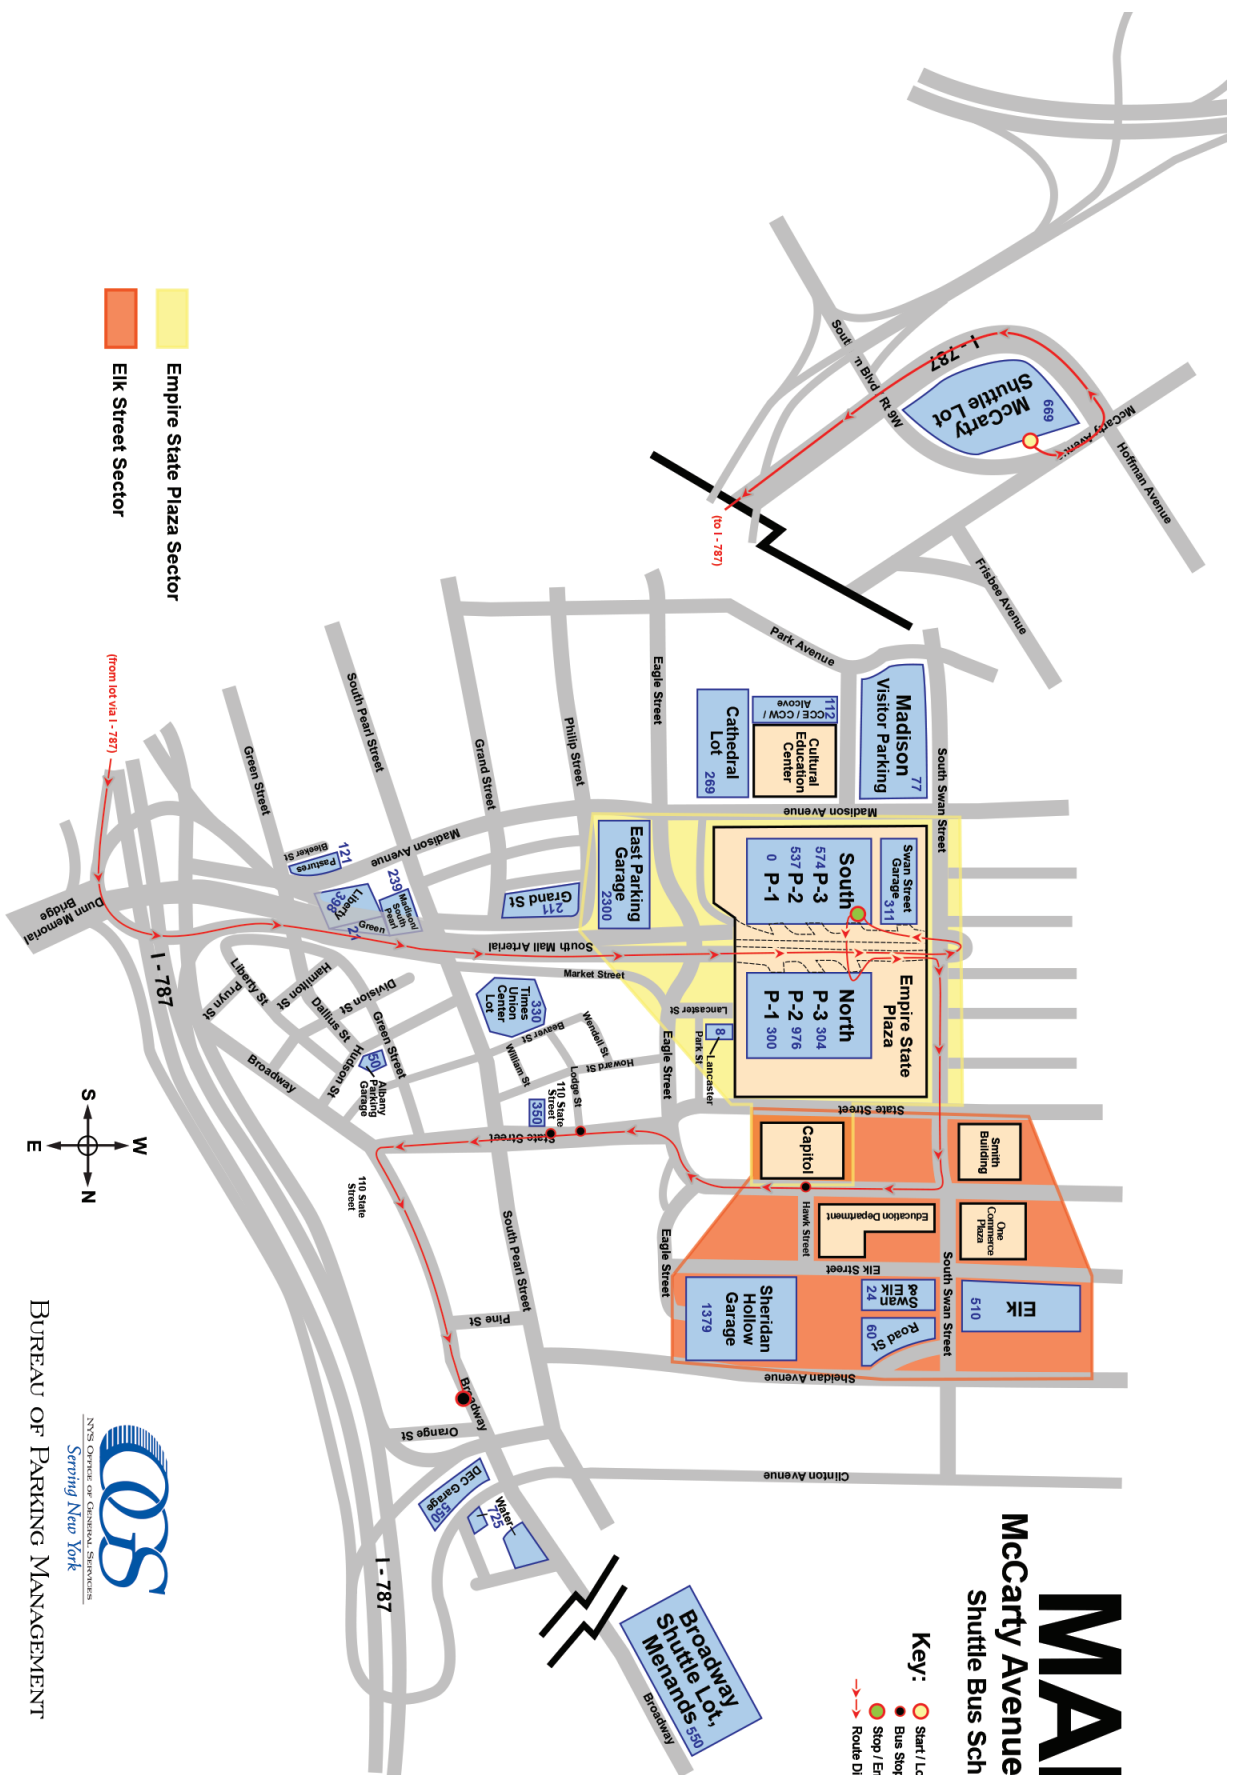 MA
McCarty Avenue
Shuttle Bus Sch
Key:
Start / Lo
Bus Stop
Stop / En
Route Di
I - 787
McCarty
Shuttle Lot
669
McCarty Aven
Hoffman Avenue
Frisbee Avenue
Rt 9W
(to I - 787)
Park Avenue
Madison
Visitor Parking
77
South Swan Street
112
CCE / CCW /
Alcove
Cultural
Education
Center
Cathedral
Lot
269
Eagle Street
Philip Street
Grand Street
South Pearl Street
Green Street
Madison Avenue
Madison Avenue
(from lot via I - 787)
Empire State Plaza Sector
Elk Street Sector
Swan Street
Garage
311
South
574 P-3
537 P-2
0 P-1
Empire State
Plaza
North
P-3 304
P-2 976
P-1 300
East Parking
Garage
2300
Grand St
211
121
Pastures
Bleeker St
239
Madison/
South
Pearl
Liberty
398
Green
21
Dunn Memorial
Bridge
I - 787
South Mall Arterial
Market Street
Lancaster St
Park St
8
Lancaster
Eagle Street
Times
Union
Center
Lot
330
Beaver St
Wendell St
Howard St
William St
Lodge St
110 State
Street
350
State Street
State Street
Division St
Hamilton St
Liberty St
Pruyn St
Dallius St
Green Street
Hudson St
50
Albany
Parking
Garage
Broadway
110 State
Street
S
W
E
N
Capitol
Smith
Building
One
Commerce
Plaza
Education Department
Hawk Street
Elk Street
Eagle Street
South Swan Street
Elk
510
Swan
& Elk
24
Road St
60
Sheridan
Hollow
Garage
1379
Sheidan Avenue
Clinton Avenue
South Pearl Street
Pine St
Broadway
Orange St
DEC Garage
550
Water
725
I - 787
Broadway
Shuttle Lot,
Menands
550
Broadway
OGS
NYS OFFICE OF GENERAL SERVICES
Serving New York
BUREAU OF PARKING MANAGEMENT